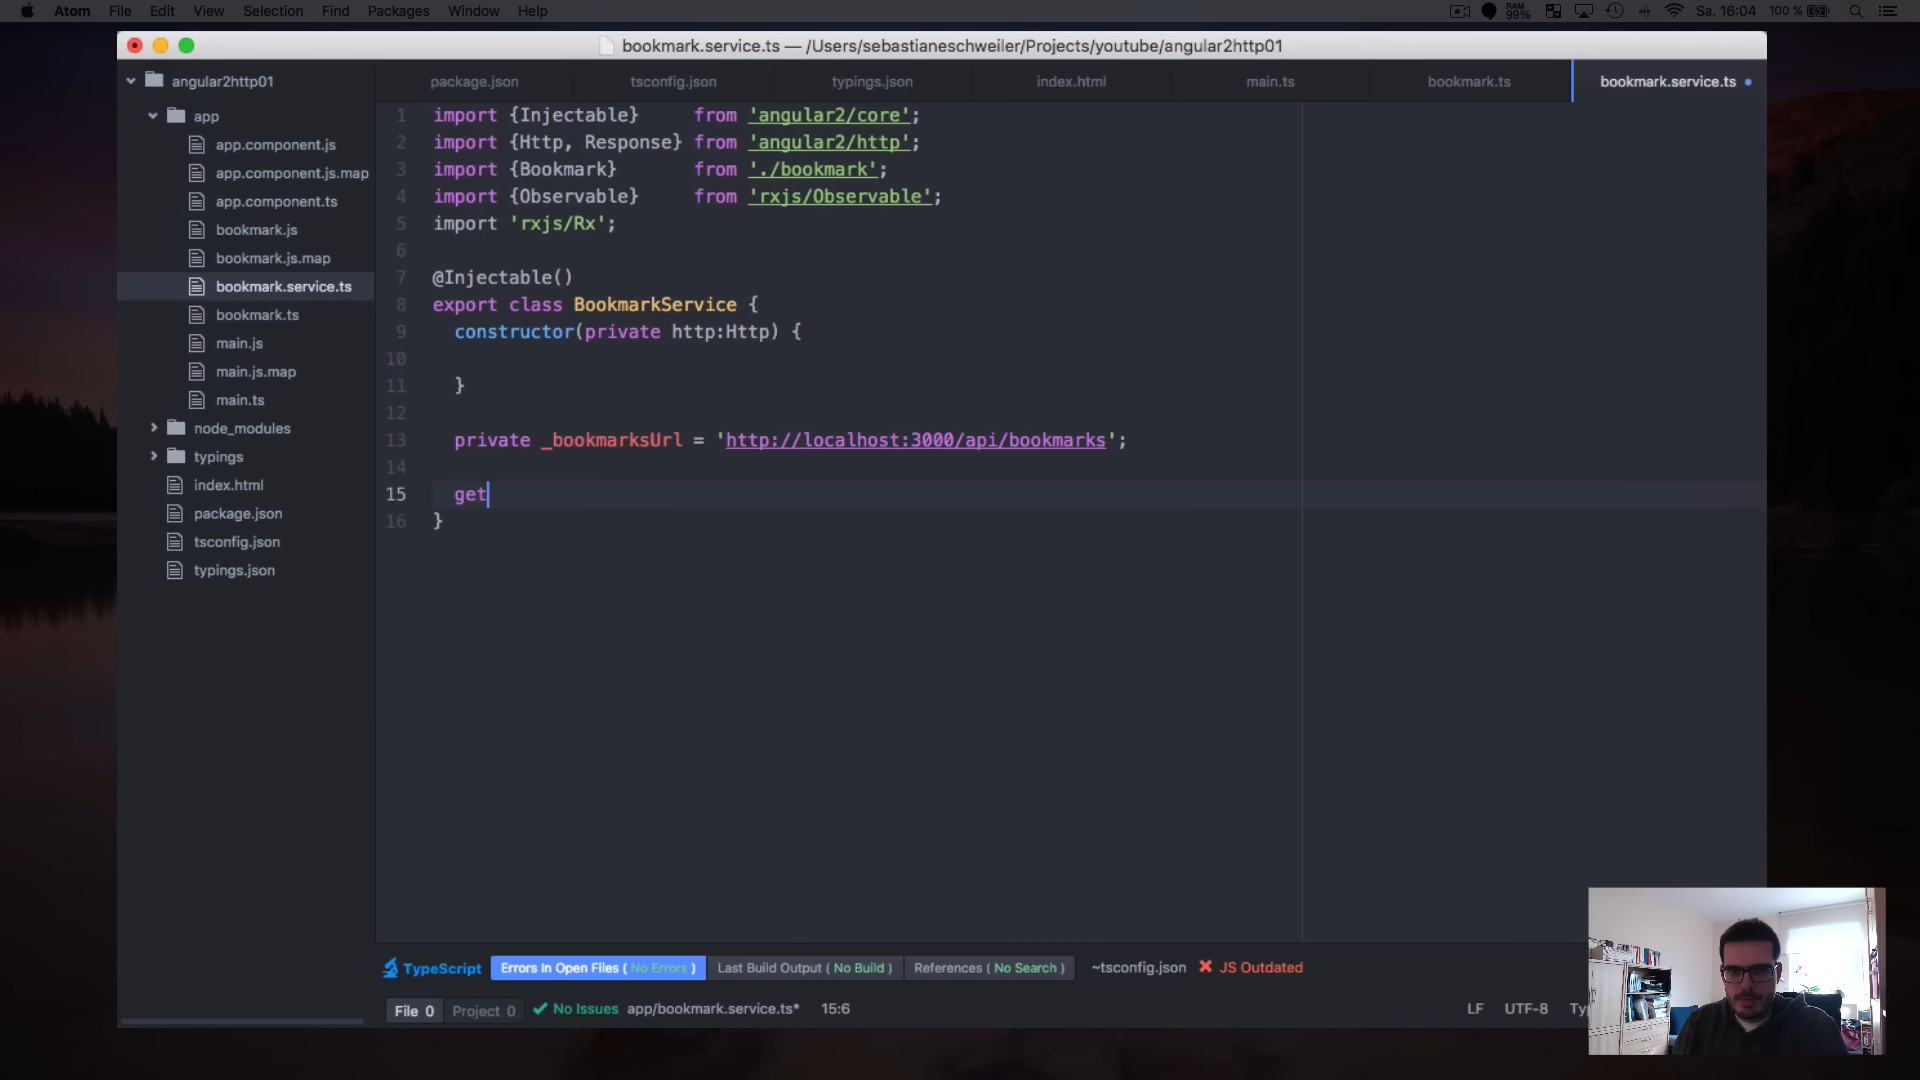 Atom File Edit View Selection Find Packages Window Help RAM 99% Sa. 16:04 100 %
bookmark.service.ts — /Users/sebastianeschweiler/Projects/youtube/angular2http01
angular2http01
app
app.component.js
app.component.js.map
app.component.ts
bookmark.js
bookmark.js.map
bookmark.service.ts
bookmark.ts
main.js
main.js.map
main.ts
node_modules
typings
index.html
package.json
tsconfig.json
typings.json
package.json tsconfig.json typings.json index.html main.ts bookmark.ts bookmark.service.ts
1 import {Injectable} from 'angular2/core';
2 import {Http, Response} from 'angular2/http';
3 import {Bookmark} from './bookmark';
4 import {Observable} from 'rxjs/Observable';
5 import 'rxjs/Rx';
6
7 @Injectable()
8 export class BookmarkService {
9 constructor(private http:Http) {
10
11 }
12
13 private _bookmarksUrl = 'http://localhost:3000/api/bookmarks';
14
15 get
16 }
TypeScript Errors In Open Files ( No Errors ) Last Build Output ( No Build ) References ( No Search ) ~tsconfig.json JS Outdated
File 0 Project 0 No Issues app/bookmark.service.ts* 15:6 LF UTF-8 Ty